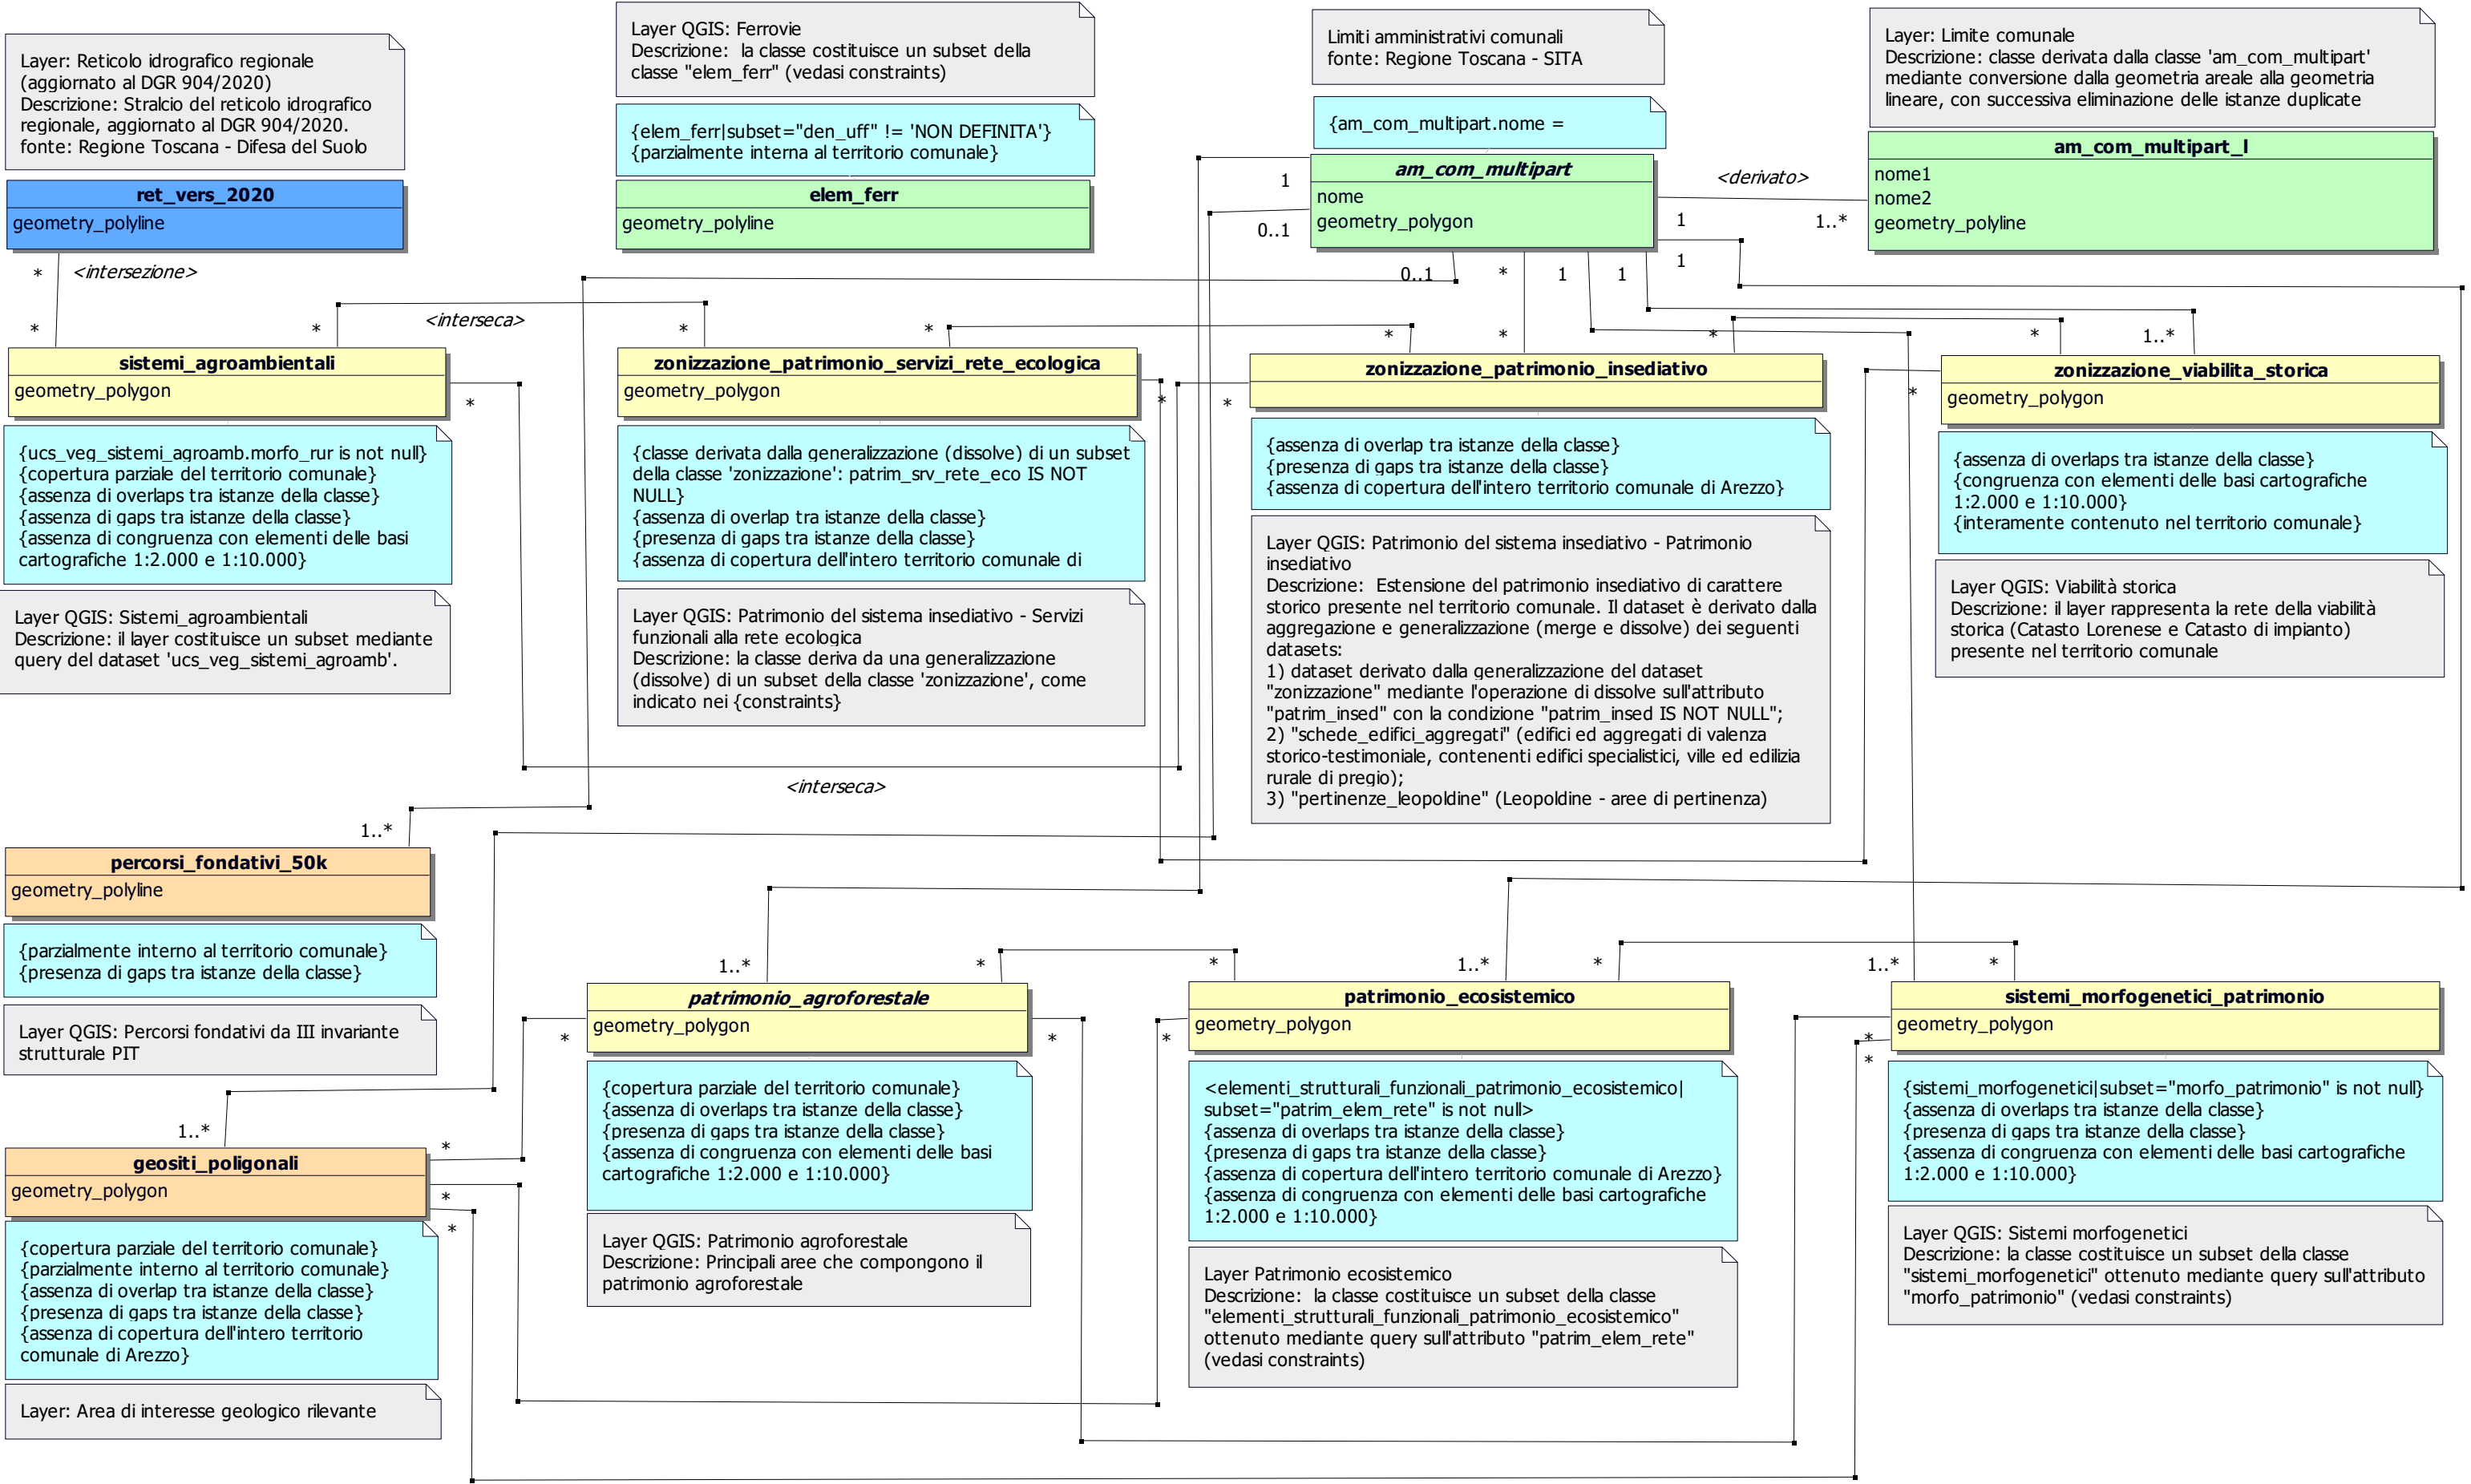 Layer: Reticolo idrografico regionale
(aggiornato al DGR 904/2020)
Descrizione: Stralcio del reticolo idrografico
regionale, aggiornato al DGR 904/2020.
fonte: Regione Toscana - Difesa del Suolo
ret_vers_2020
geometry_polyline
Layer QGIS: Ferrovie
Descrizione:  la classe costituisce un subset della
classe "elem_ferr" (vedasi constraints)
{elem_ferr|subset="den_uff" != 'NON DEFINITA'}
{parzialmente interna al territorio comunale}
elem_ferr
geometry_polyline
Limiti amministrativi comunali
fonte: Regione Toscana - SITA
{am_com_multipart.nome =
am_com_multipart
nome
geometry_polygon
Layer: Limite comunale
Descrizione: classe derivata dalla classe 'am_com_multipart'
mediante conversione dalla geometria areale alla geometria
lineare, con successiva eliminazione delle istanze duplicate
am_com_multipart_l
nome1
nome2
geometry_polyline
<derivato>
1
1..*
1
0..1
1
0..1
*
1
1
*
<intersezione>
*
*
<interseca>
*
*
*
*
*
*
1..*
sistemi_agroambientali
geometry_polygon
*
{ucs_veg_sistemi_agroamb.morfo_rur is not null}
{copertura parziale del territorio comunale}
{assenza di overlaps tra istanze della classe}
{assenza di gaps tra istanze della classe}
{assenza di congruenza con elementi delle basi
cartografiche 1:2.000 e 1:10.000}
Layer QGIS: Sistemi_agroambientali
Descrizione: il layer costituisce un subset mediante
query del dataset 'ucs_veg_sistemi_agroamb'.
zonizzazione_patrimonio_servizi_rete_ecologica
geometry_polygon
*
{classe derivata dalla generalizzazione (dissolve) di un subset
della classe 'zonizzazione': patrim_srv_rete_eco IS NOT
NULL}
{assenza di overlap tra istanze della classe}
{presenza di gaps tra istanze della classe}
{assenza di copertura dell'intero territorio comunale di
Layer QGIS: Patrimonio del sistema insediativo - Servizi
funzionali alla rete ecologica
Descrizione: la classe deriva da una generalizzazione
(dissolve) di un subset della classe 'zonizzazione', come
indicato nei {constraints}
zonizzazione_patrimonio_insediativo
*
{assenza di overlap tra istanze della classe}
{presenza di gaps tra istanze della classe}
{assenza di copertura dell'intero territorio comunale di Arezzo}
Layer QGIS: Patrimonio del sistema insediativo - Patrimonio
insediativo
Descrizione:  Estensione del patrimonio insediativo di carattere
storico presente nel territorio comunale. Il dataset è derivato dalla
aggregazione e generalizzazione (merge e dissolve) dei seguenti
datasets:
1) dataset derivato dalla generalizzazione del dataset
"zonizzazione" mediante l'operazione di dissolve sull'attributo
"patrim_insed" con la condizione "patrim_insed IS NOT NULL";
2) "schede_edifici_aggregati" (edifici ed aggregati di valenza
storico-testimoniale, contenenti edifici specialistici, ville ed edilizia
rurale di pregio);
3) "pertinenze_leopoldine" (Leopoldine - aree di pertinenza)
zonizzazione_viabilita_storica
geometry_polygon
*
{assenza di overlaps tra istanze della classe}
{congruenza con elementi delle basi cartografiche
1:2.000 e 1:10.000}
{interamente contenuto nel territorio comunale}
Layer QGIS: Viabilità storica
Descrizione: il layer rappresenta la rete della viabilità
storica (Catasto Lorenese e Catasto di impianto)
presente nel territorio comunale
<interseca>
1..*
percorsi_fondativi_50k
geometry_polyline
{parzialmente interno al territorio comunale}
{presenza di gaps tra istanze della classe}
Layer QGIS: Percorsi fondativi da III invariante
strutturale PIT
1..*
geositi_poligonali
geometry_polygon
*
*
*
{copertura parziale del territorio comunale}
{parzialmente interno al territorio comunale}
{assenza di overlap tra istanze della classe}
{presenza di gaps tra istanze della classe}
{assenza di copertura dell'intero territorio
comunale di Arezzo}
Layer: Area di interesse geologico rilevante
1..*
*
patrimonio_agroforestale
geometry_polygon
*
*
{copertura parziale del territorio comunale}
{assenza di overlaps tra istanze della classe}
{presenza di gaps tra istanze della classe}
{assenza di congruenza con elementi delle basi
cartografiche 1:2.000 e 1:10.000}
Layer QGIS: Patrimonio agroforestale
Descrizione: Principali aree che compongono il
patrimonio agroforestale
*
1..*
*
patrimonio_ecosistemico
geometry_polygon
*
<elementi_strutturali_funzionali_patrimonio_ecosistemico|
subset="patrim_elem_rete" is not null>
{assenza di overlaps tra istanze della classe}
{presenza di gaps tra istanze della classe}
{assenza di copertura dell'intero territorio comunale di Arezzo}
{assenza di congruenza con elementi delle basi cartografiche
1:2.000 e 1:10.000}
Layer Patrimonio ecosistemico
Descrizione:  la classe costituisce un subset della classe
"elementi_strutturali_funzionali_patrimonio_ecosistemico"
ottenuto mediante query sull'attributo "patrim_elem_rete"
(vedasi constraints)
1..*
*
sistemi_morfogenetici_patrimonio
geometry_polygon
*
*
{sistemi_morfogenetici|subset="morfo_patrimonio" is not null}
{assenza di overlaps tra istanze della classe}
{presenza di gaps tra istanze della classe}
{assenza di congruenza con elementi delle basi cartografiche
1:2.000 e 1:10.000}
Layer QGIS: Sistemi morfogenetici
Descrizione: la classe costituisce un subset della classe
"sistemi_morfogenetici" ottenuto mediante query sull'attributo
"morfo_patrimonio" (vedasi constraints)